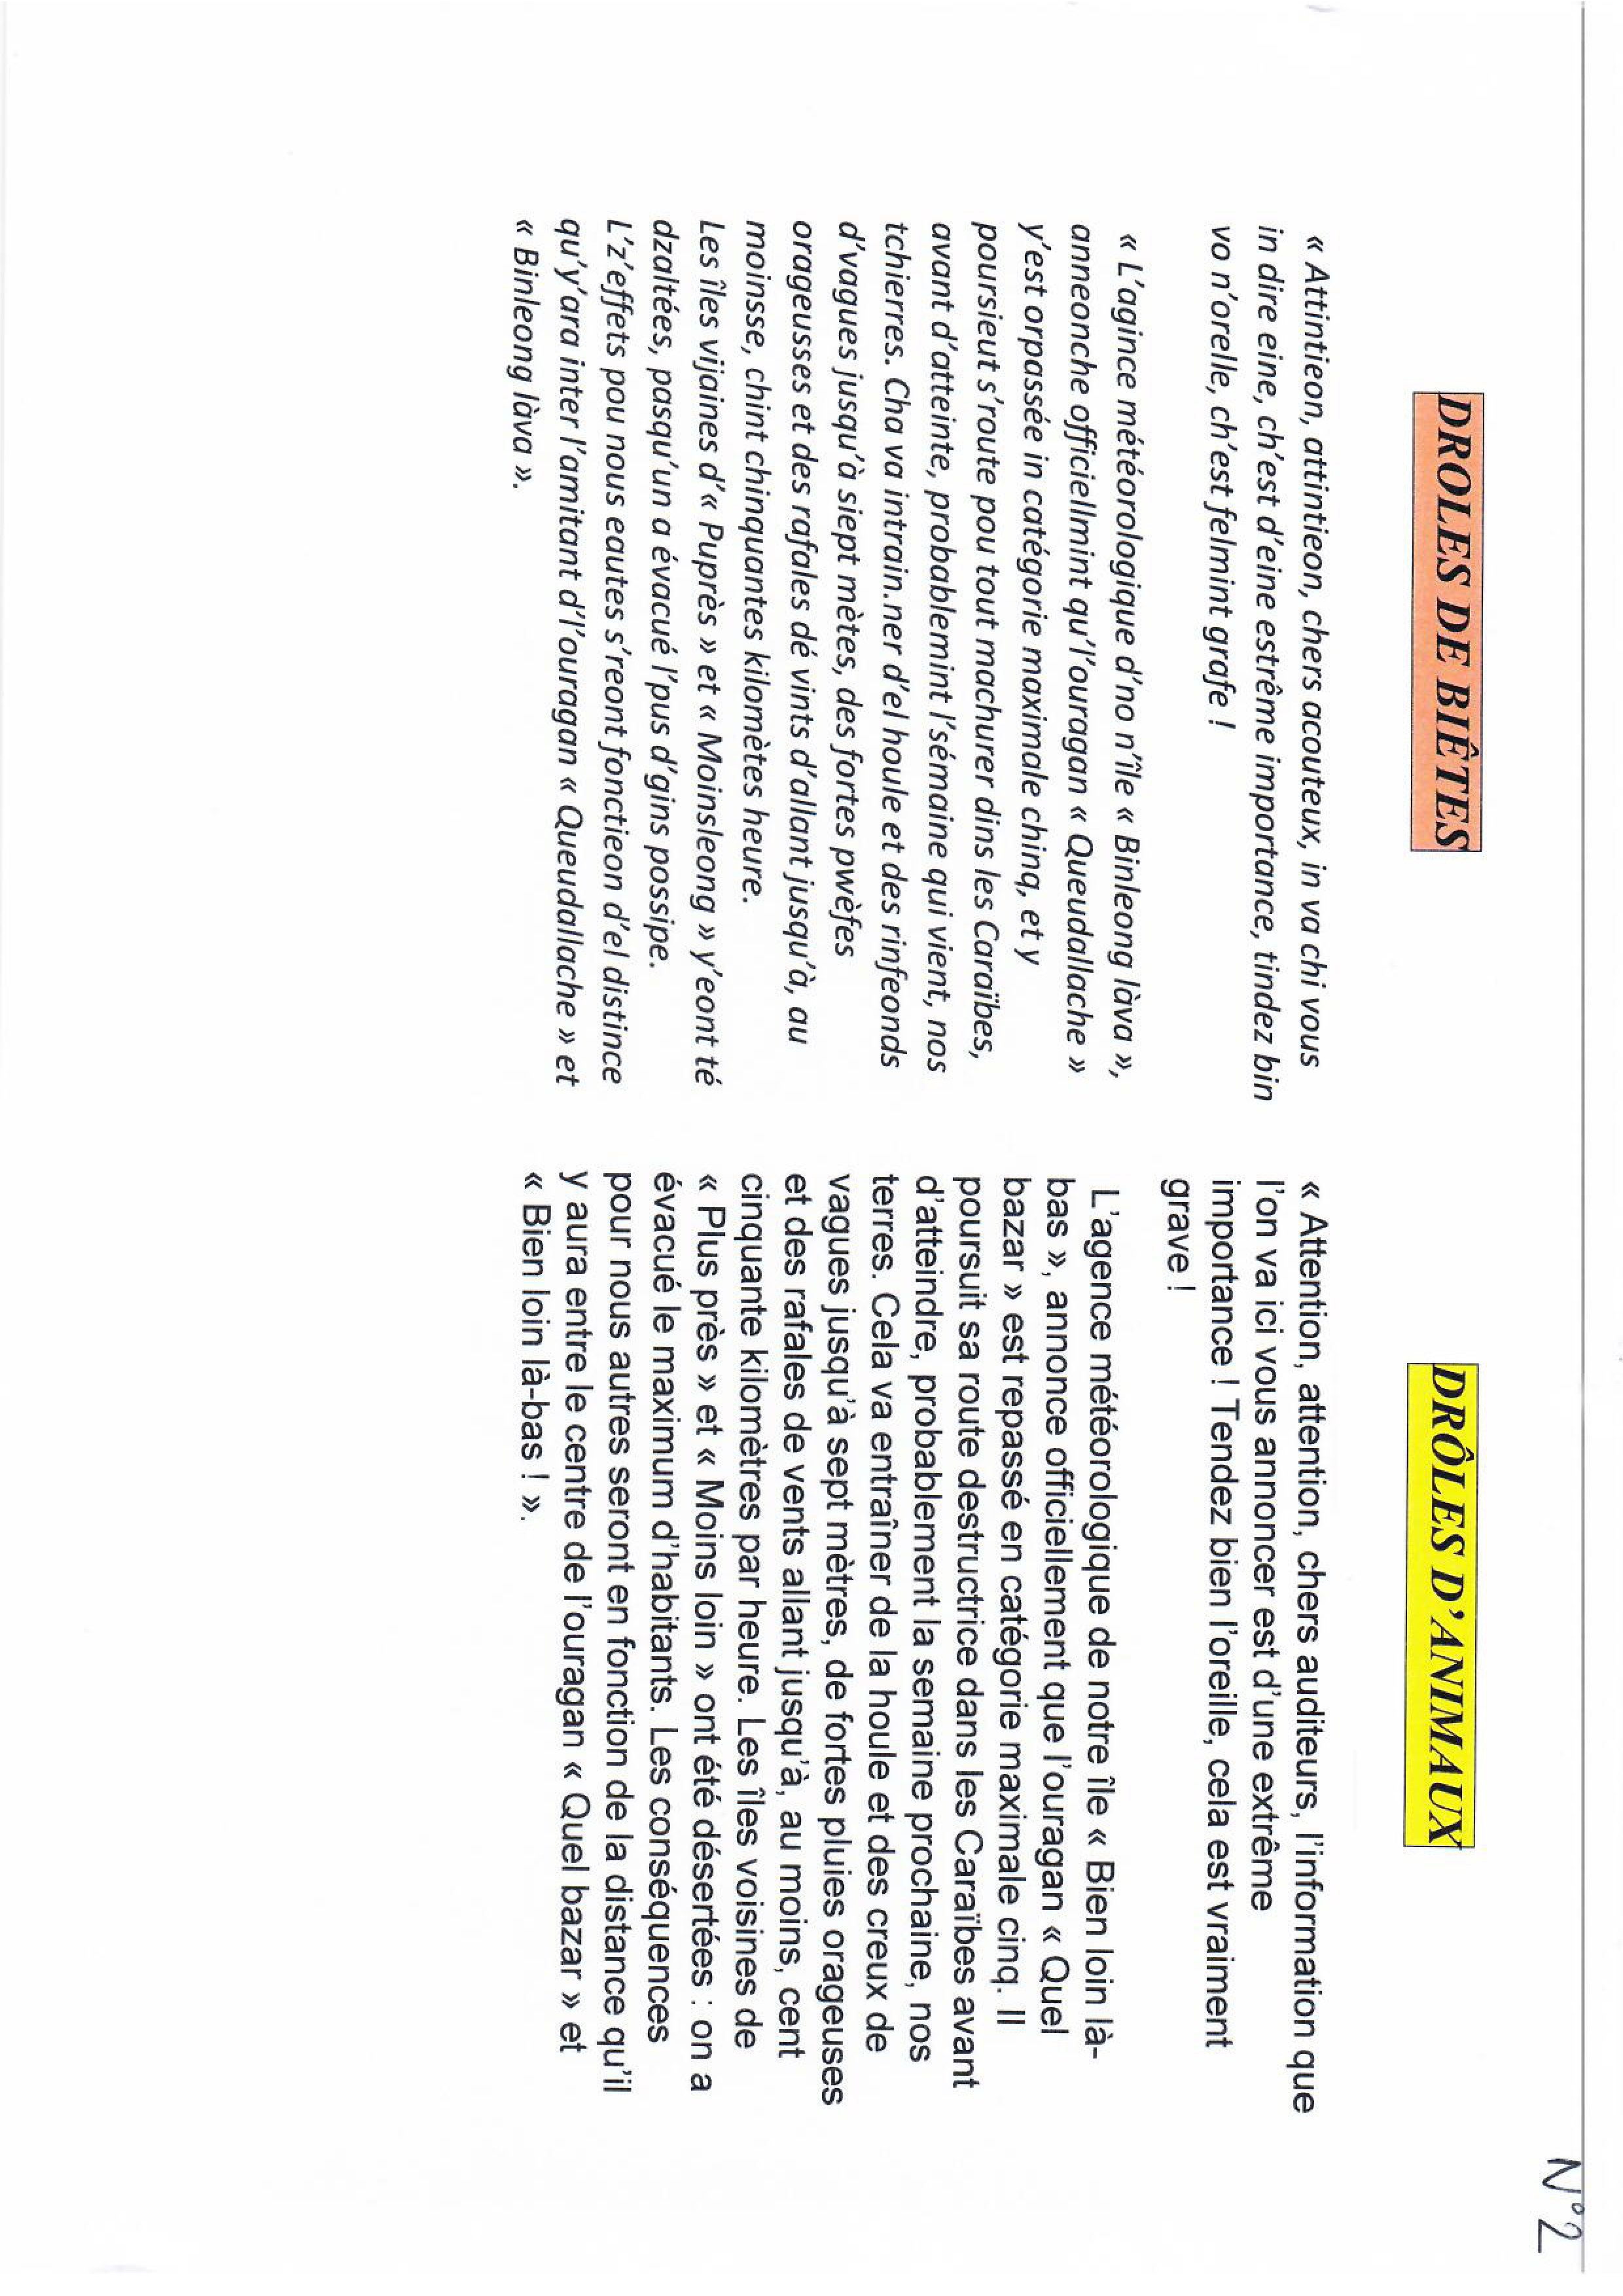 N°2
DROLES DE BIÊTES
« Attintieon, attintieon, chers acouteux, in va chi vous
in dire eine, ch'est d'eine estrême importance, tindez bin
vo n'orelle, ch'est felmint grafe !
« L'agince météorologique d'no n'île « Binleong làva »,
anneonche officiellmint qu'l'ouragan « Queudallache »
y'est orpassée in catégorie maximale chinq, et y
poursieut s'route pou tout machurer dins les Caraïbes,
avant d'atteinte, probablemint l'sémaine qui vient, nos
tchierres. Cha va intrain.ner d'el houle et des rinfeonds
d'vagues jusqu'à siept mètes, des fortes pwèfes
orageusses et des rafales dé vints d'allant jusqu'à, au
moinsse, chint chinquantes kilomètes heure.
Les îles vijaines d'« Puprès » et « Moinsleong » y'eont té
dzaltées, pasqu'un a évacué l'pus d'gins possipe.
L'z'effets pou nous eautes s'reont fonctieon d'el distince
qu'y'ara inter l'amitant d'l'ouragan « Queudallache » et
« Binleong làva ».
DRÔLES D'ANIMAUX
« Attention, attention, chers auditeurs, l'information que
l'on va ici vous annoncer est d'une extrême
importance ! Tendez bien l'oreille, cela est vraiment
grave !
L'agence météorologique de notre île « Bien loin là-
bas », annonce officiellement que l'ouragan « Quel
bazar » est repassé en catégorie maximale cinq. Il
poursuit sa route destructrice dans les Caraïbes avant
d'atteindre, probablement la semaine prochaine, nos
terres. Cela va entraîner de la houle et des creux de
vagues jusqu'à sept mètres, de fortes pluies orageuses
et des rafales de vents allant jusqu'à, au moins, cent
cinquante kilomètres par heure. Les îles voisines de
« Plus près » et « Moins loin » ont été désertées : on a
évacué le maximum d'habitants. Les conséquences
pour nous autres seront en fonction de la distance qu'il
y aura entre le centre de l'ouragan « Quel bazar » et
« Bien loin là-bas ! ».